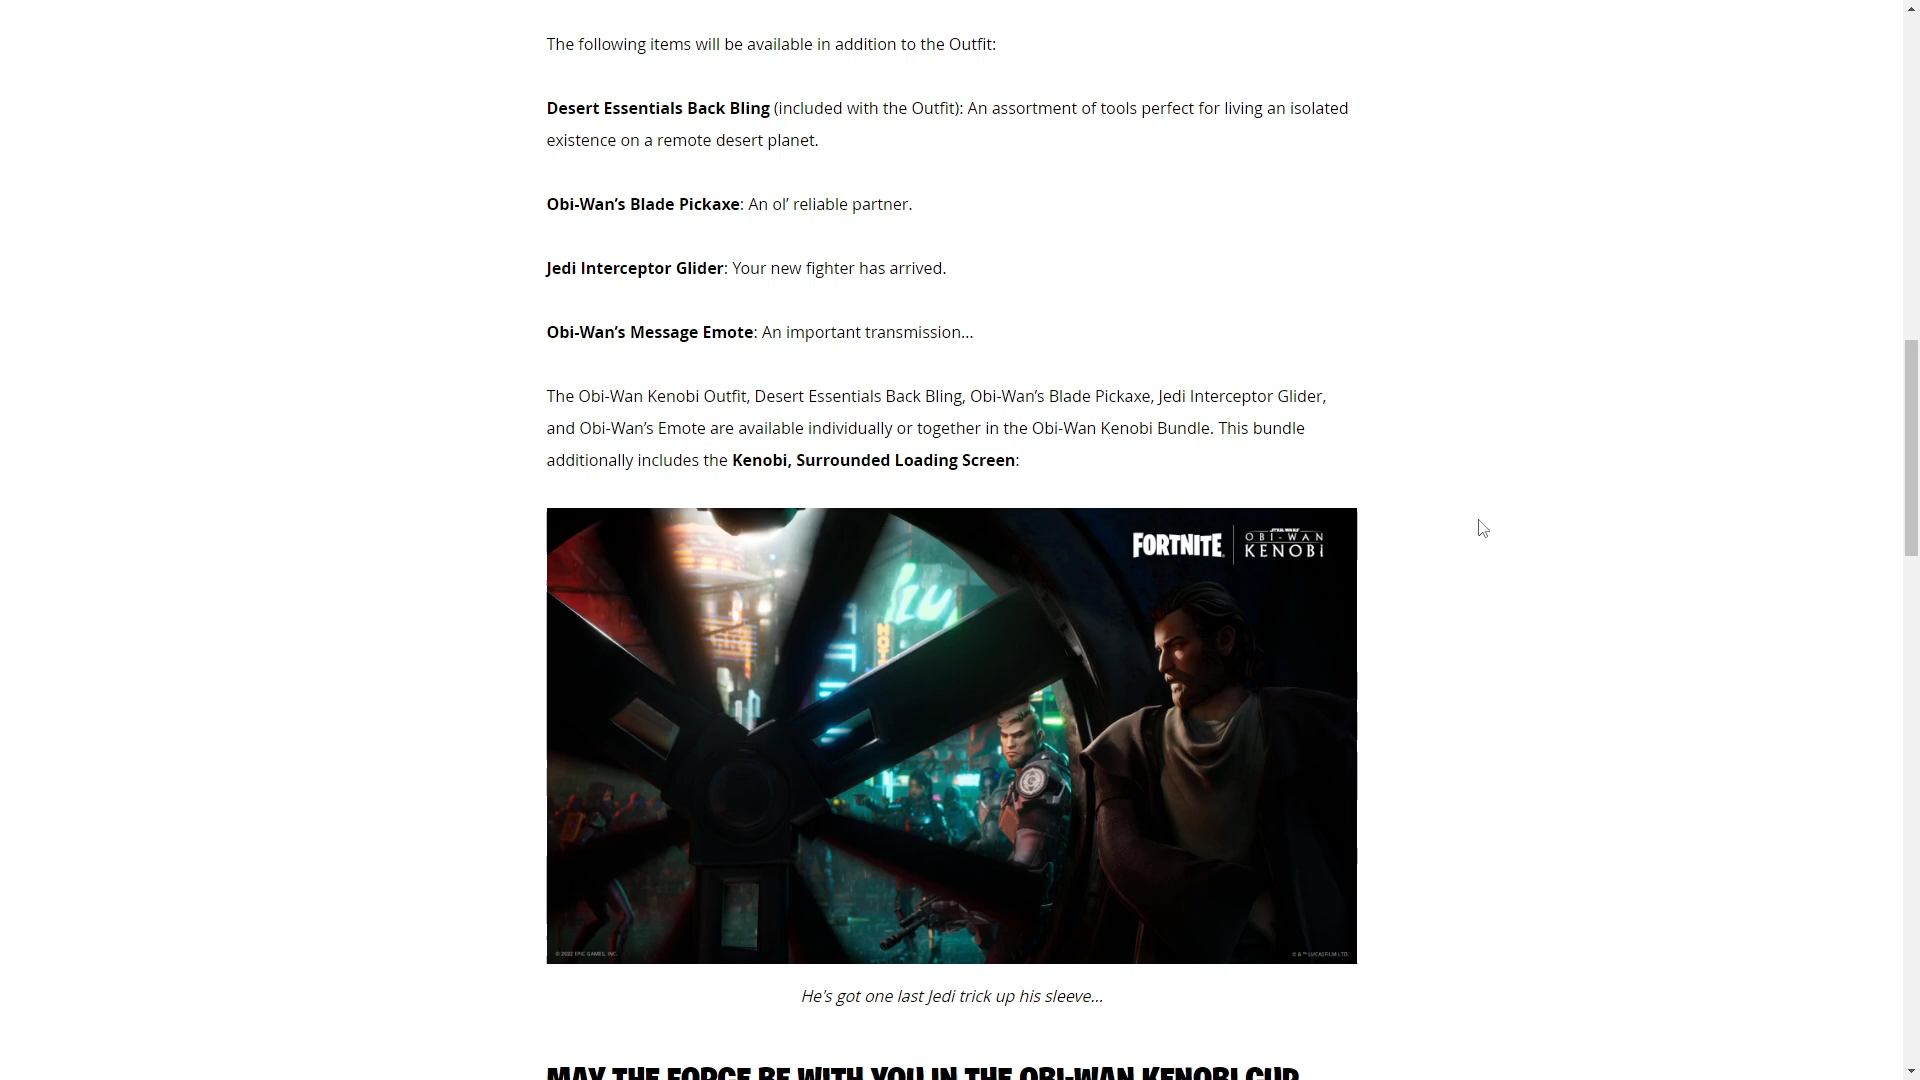 The following items will be available in addition to the Outfit:
Desert Essentials Back Bling (included with the Outfit): An assortment of tools perfect for living an isolated
existence on a remote desert planet.
Obi-Wan’s Blade Pickaxe: An ol’ reliable partner.
Jedi Interceptor Glider: Your new fighter has arrived.
Obi-Wan’s Message Emote: An important transmission…
The Obi-Wan Kenobi Outfit, Desert Essentials Back Bling, Obi-Wan’s Blade Pickaxe, Jedi Interceptor Glider,
and Obi-Wan’s Emote are available individually or together in the Obi-Wan Kenobi Bundle. This bundle
additionally includes the Kenobi, Surrounded Loading Screen:
FORTNITE
STAR WARS
OBI-WAN
KENOBI
© 2022 EPIC GAMES, INC.
© & ™ LUCASFILM LTD.
He's got one last Jedi trick up his sleeve…
MAY THE FORCE BE WITH YOU IN THE OBI-WAN KENOBI CUP